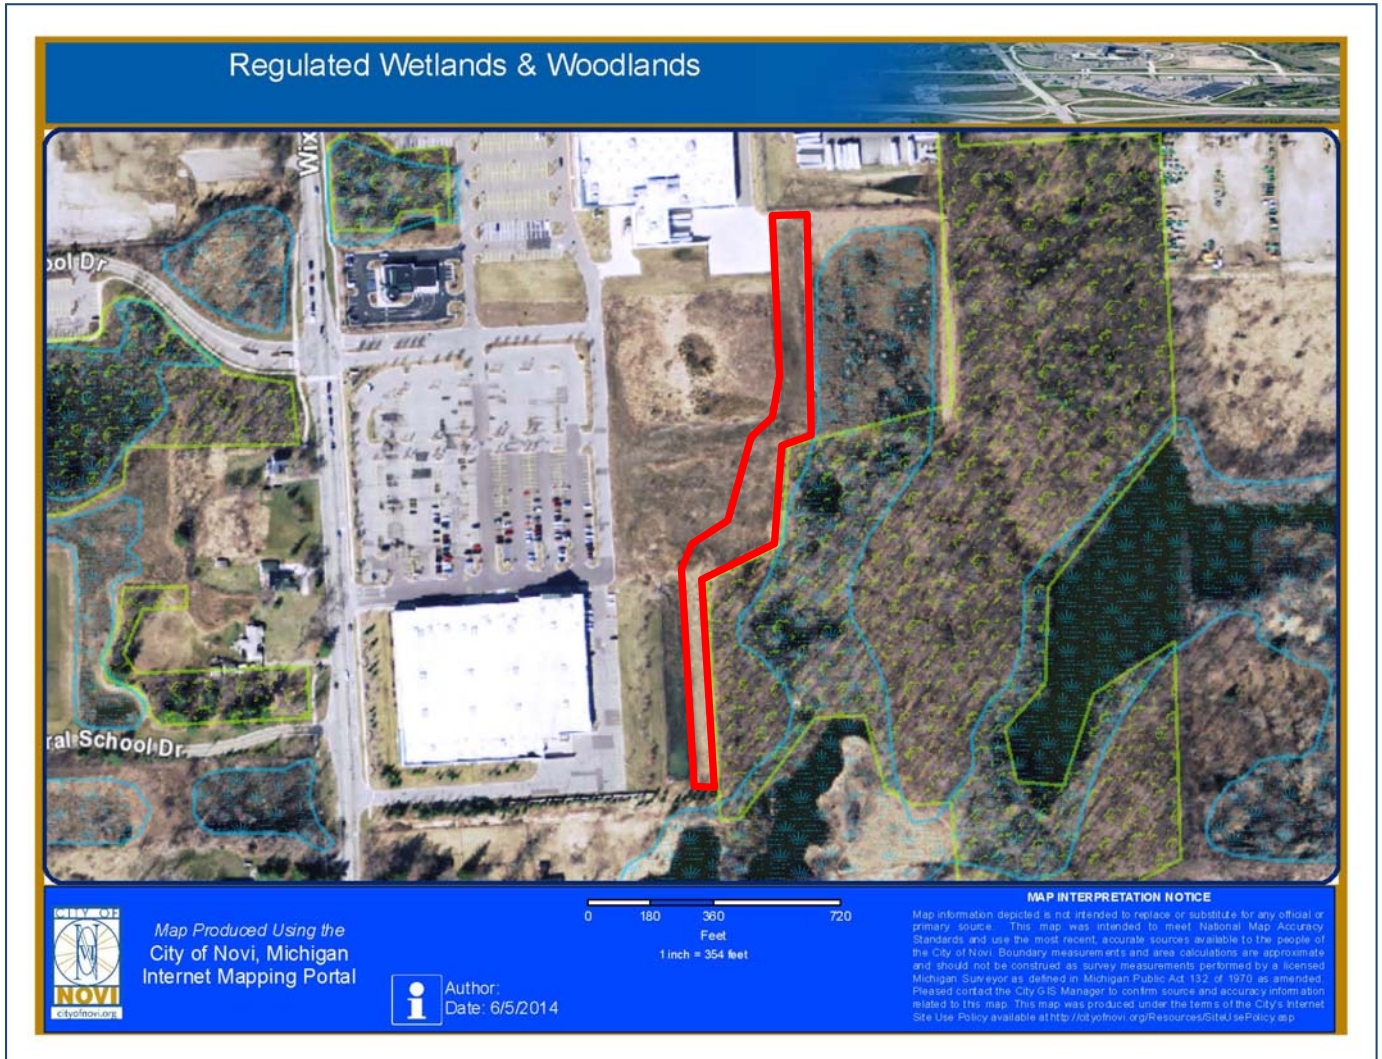 Regulated Wetlands & Woodlands
Wix
ool Dr
ral School Dr
CITY OF
NOVI
cityofnovi.org
Map Produced Using the
City of Novi, Michigan
Internet Mapping Portal
Author:
Date: 6/5/2014
0 180 360 720
Feet
1 inch = 354 feet
MAP INTERPRETATION NOTICE
Map information depicted is not intended to replace or substitute for any official or
primary source. This map was intended to meet National Map Accuracy
Standards and use the most recent, accurate sources available to the people of
the City of Novi. Boundary measurements and area calculations are approximate
and should not be construed as survey measurements performed by a licensed
Michigan Surveyor as defined in Michigan Public Act 132 of 1970 as amended.
Pleased contact the City GIS Manager to confirm source and accuracy information
related to this map. This map was produced under the terms of the City's Internet
Site Use Policy available at http://cityofnovi.org/Resources/SiteUsePolicy.asp